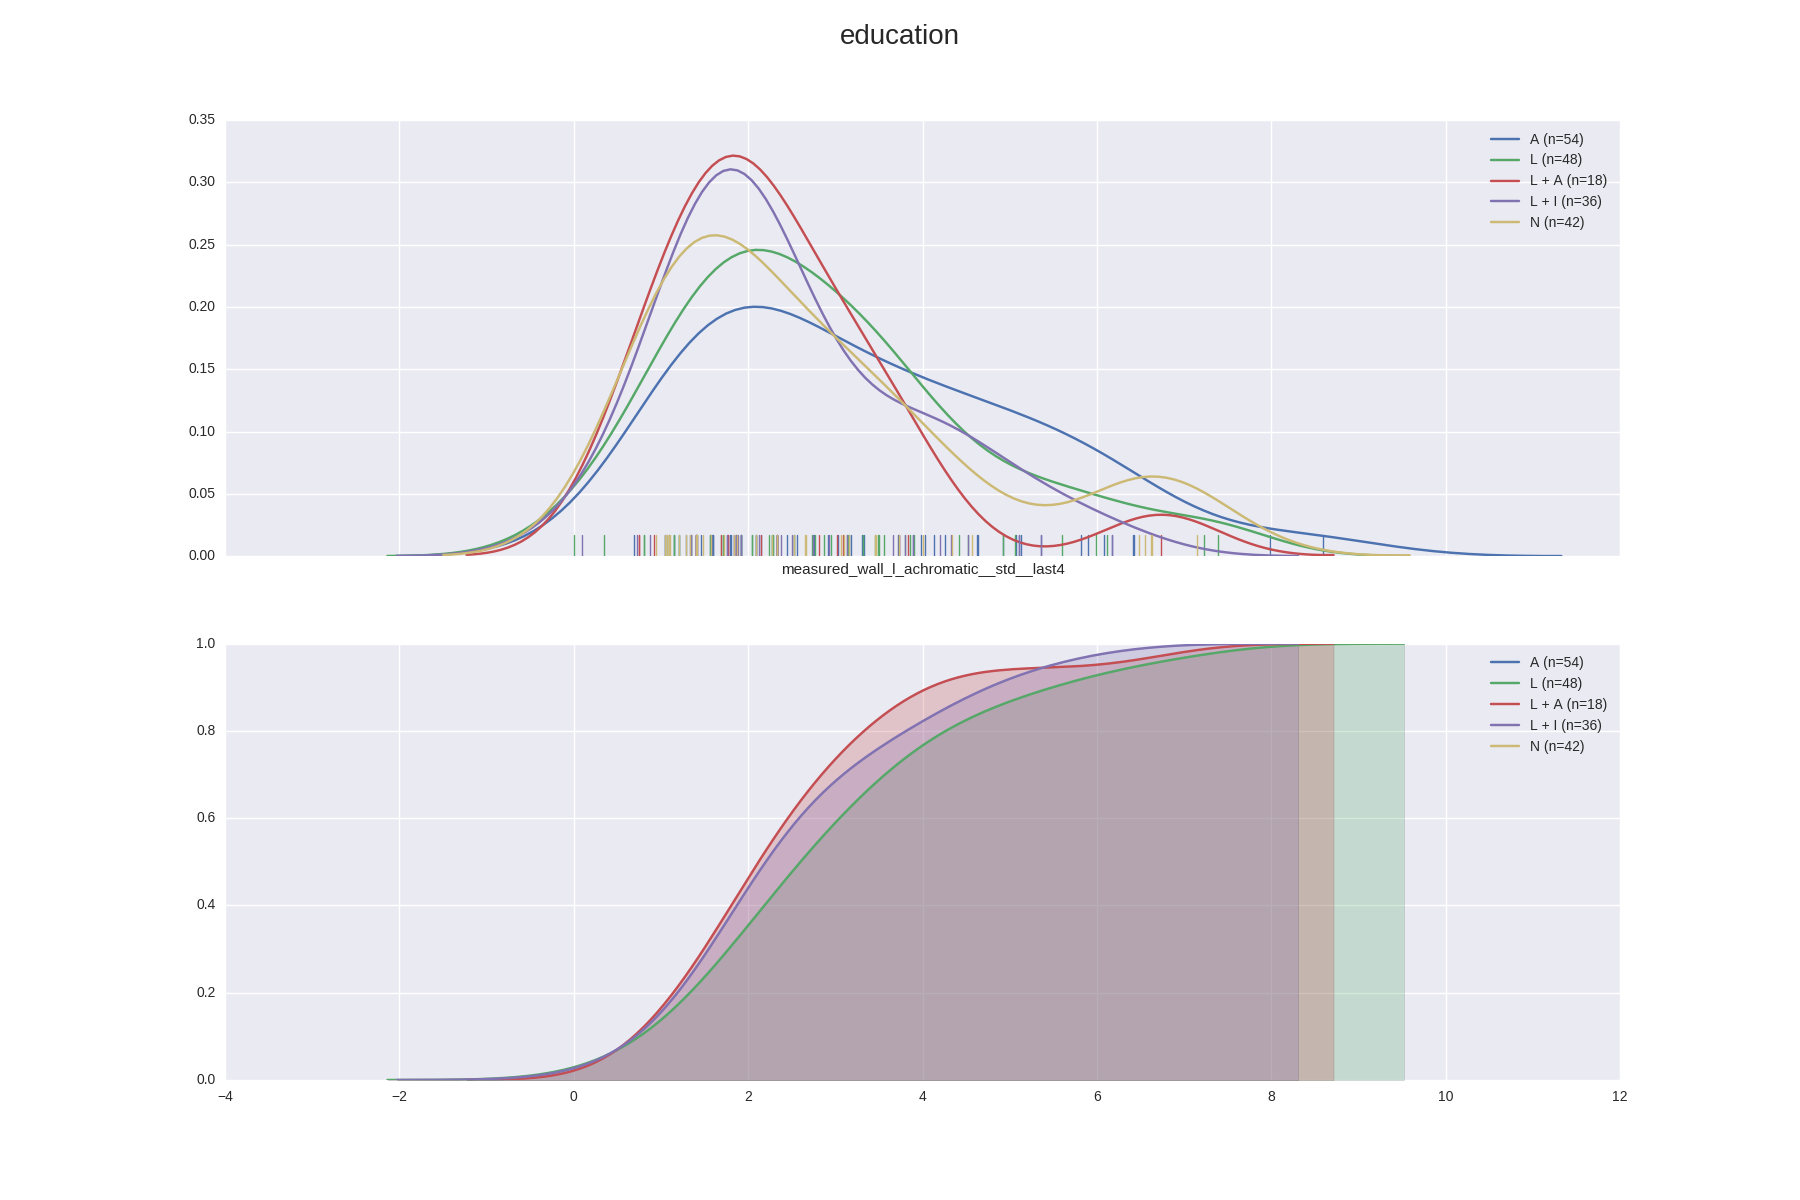 education
0.35
0.30
0.25
0.20
0.15
0.10
0.05
0.00
A (n=54)
L (n=48)
L + A (n=18)
L + I (n=36)
N (n=42)
measured_wall_l_achromatic__std__last4
1.0
0.8
0.6
0.4
0.2
0.0
A (n=54)
L (n=48)
L + A (n=18)
L + I (n=36)
N (n=42)
−4 −2 0 2 4 6 8 10 12